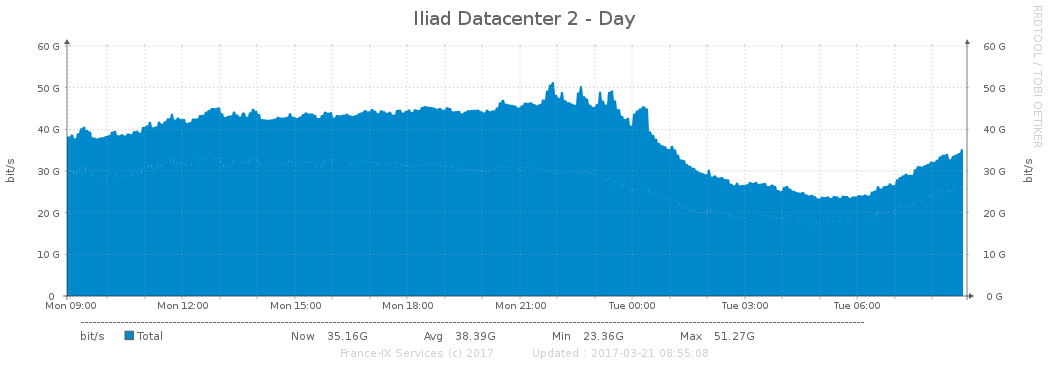 Iliad Datacenter 2 - Day
RRDTOOL / TOBI OETIKER
bit/s
60 G 60 G
50 G 50 G
40 G 40 G
30 G 30 G
20 G 20 G
10 G 10 G
0 0 G
bit/s
Mon 09:00 Mon 12:00 Mon 15:00 Mon 18:00 Mon 21:00 Tue 00:00 Tue 03:00 Tue 06:00
bit/s Total Now 35.16G Avg 38.39G Min 23.36G Max 51.27G
France-IX Services (c) 2017 Updated : 2017-03-21 08:55:08